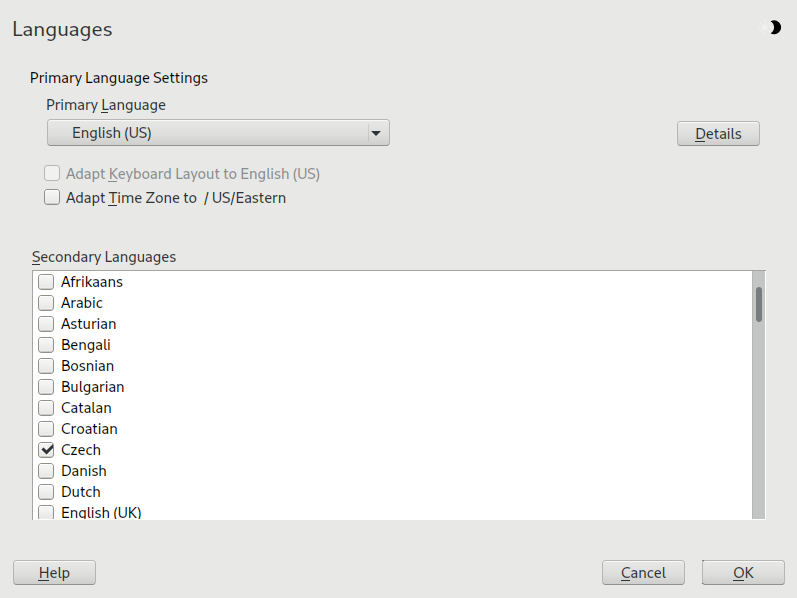 Languages
Primary Language Settings
Primary Language
English (US)
Details
Adapt Keyboard Layout to English (US)
Adapt Time Zone to / US/Eastern
Secondary Languages
Afrikaans
Arabic
Asturian
Bengali
Bosnian
Bulgarian
Catalan
Croatian
Czech
Danish
Dutch
English (UK)
Help
Cancel
OK